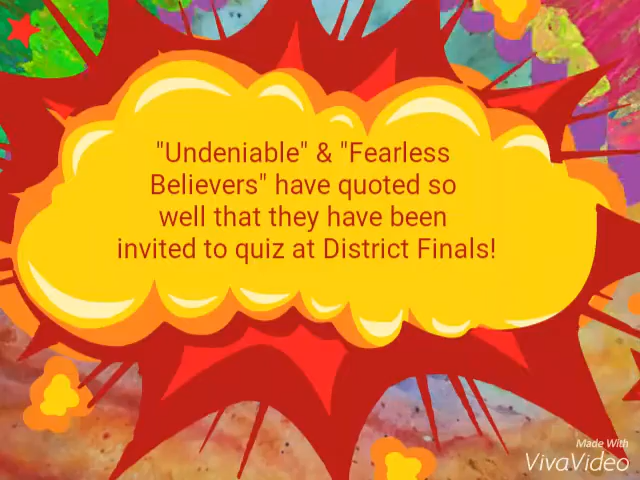 "Undeniable" & "Fearless
Believers" have quoted so
well that they have been
invited to quiz at District Finals!
Made With
VivaVideo